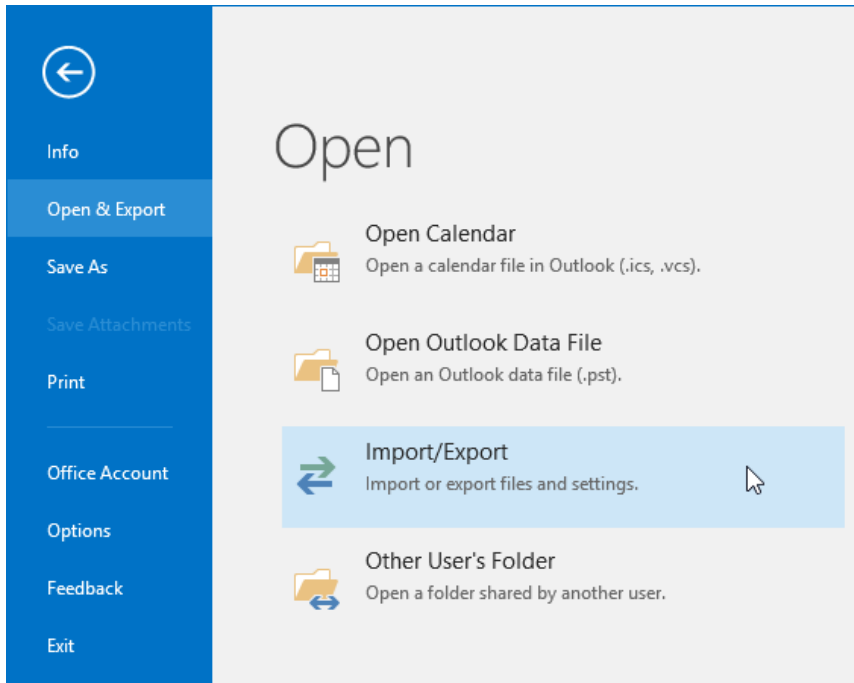 Info
Open & Export
Save As
Save Attachments
Print
Office Account
Options
Feedback
Exit
Open
Open Calendar
Open a calendar file in Outlook (.ics, .vcs).
Open Outlook Data File
Open an Outlook data file (.pst).
Import/Export
Import or export files and settings.
Other User's Folder
Open a folder shared by another user.